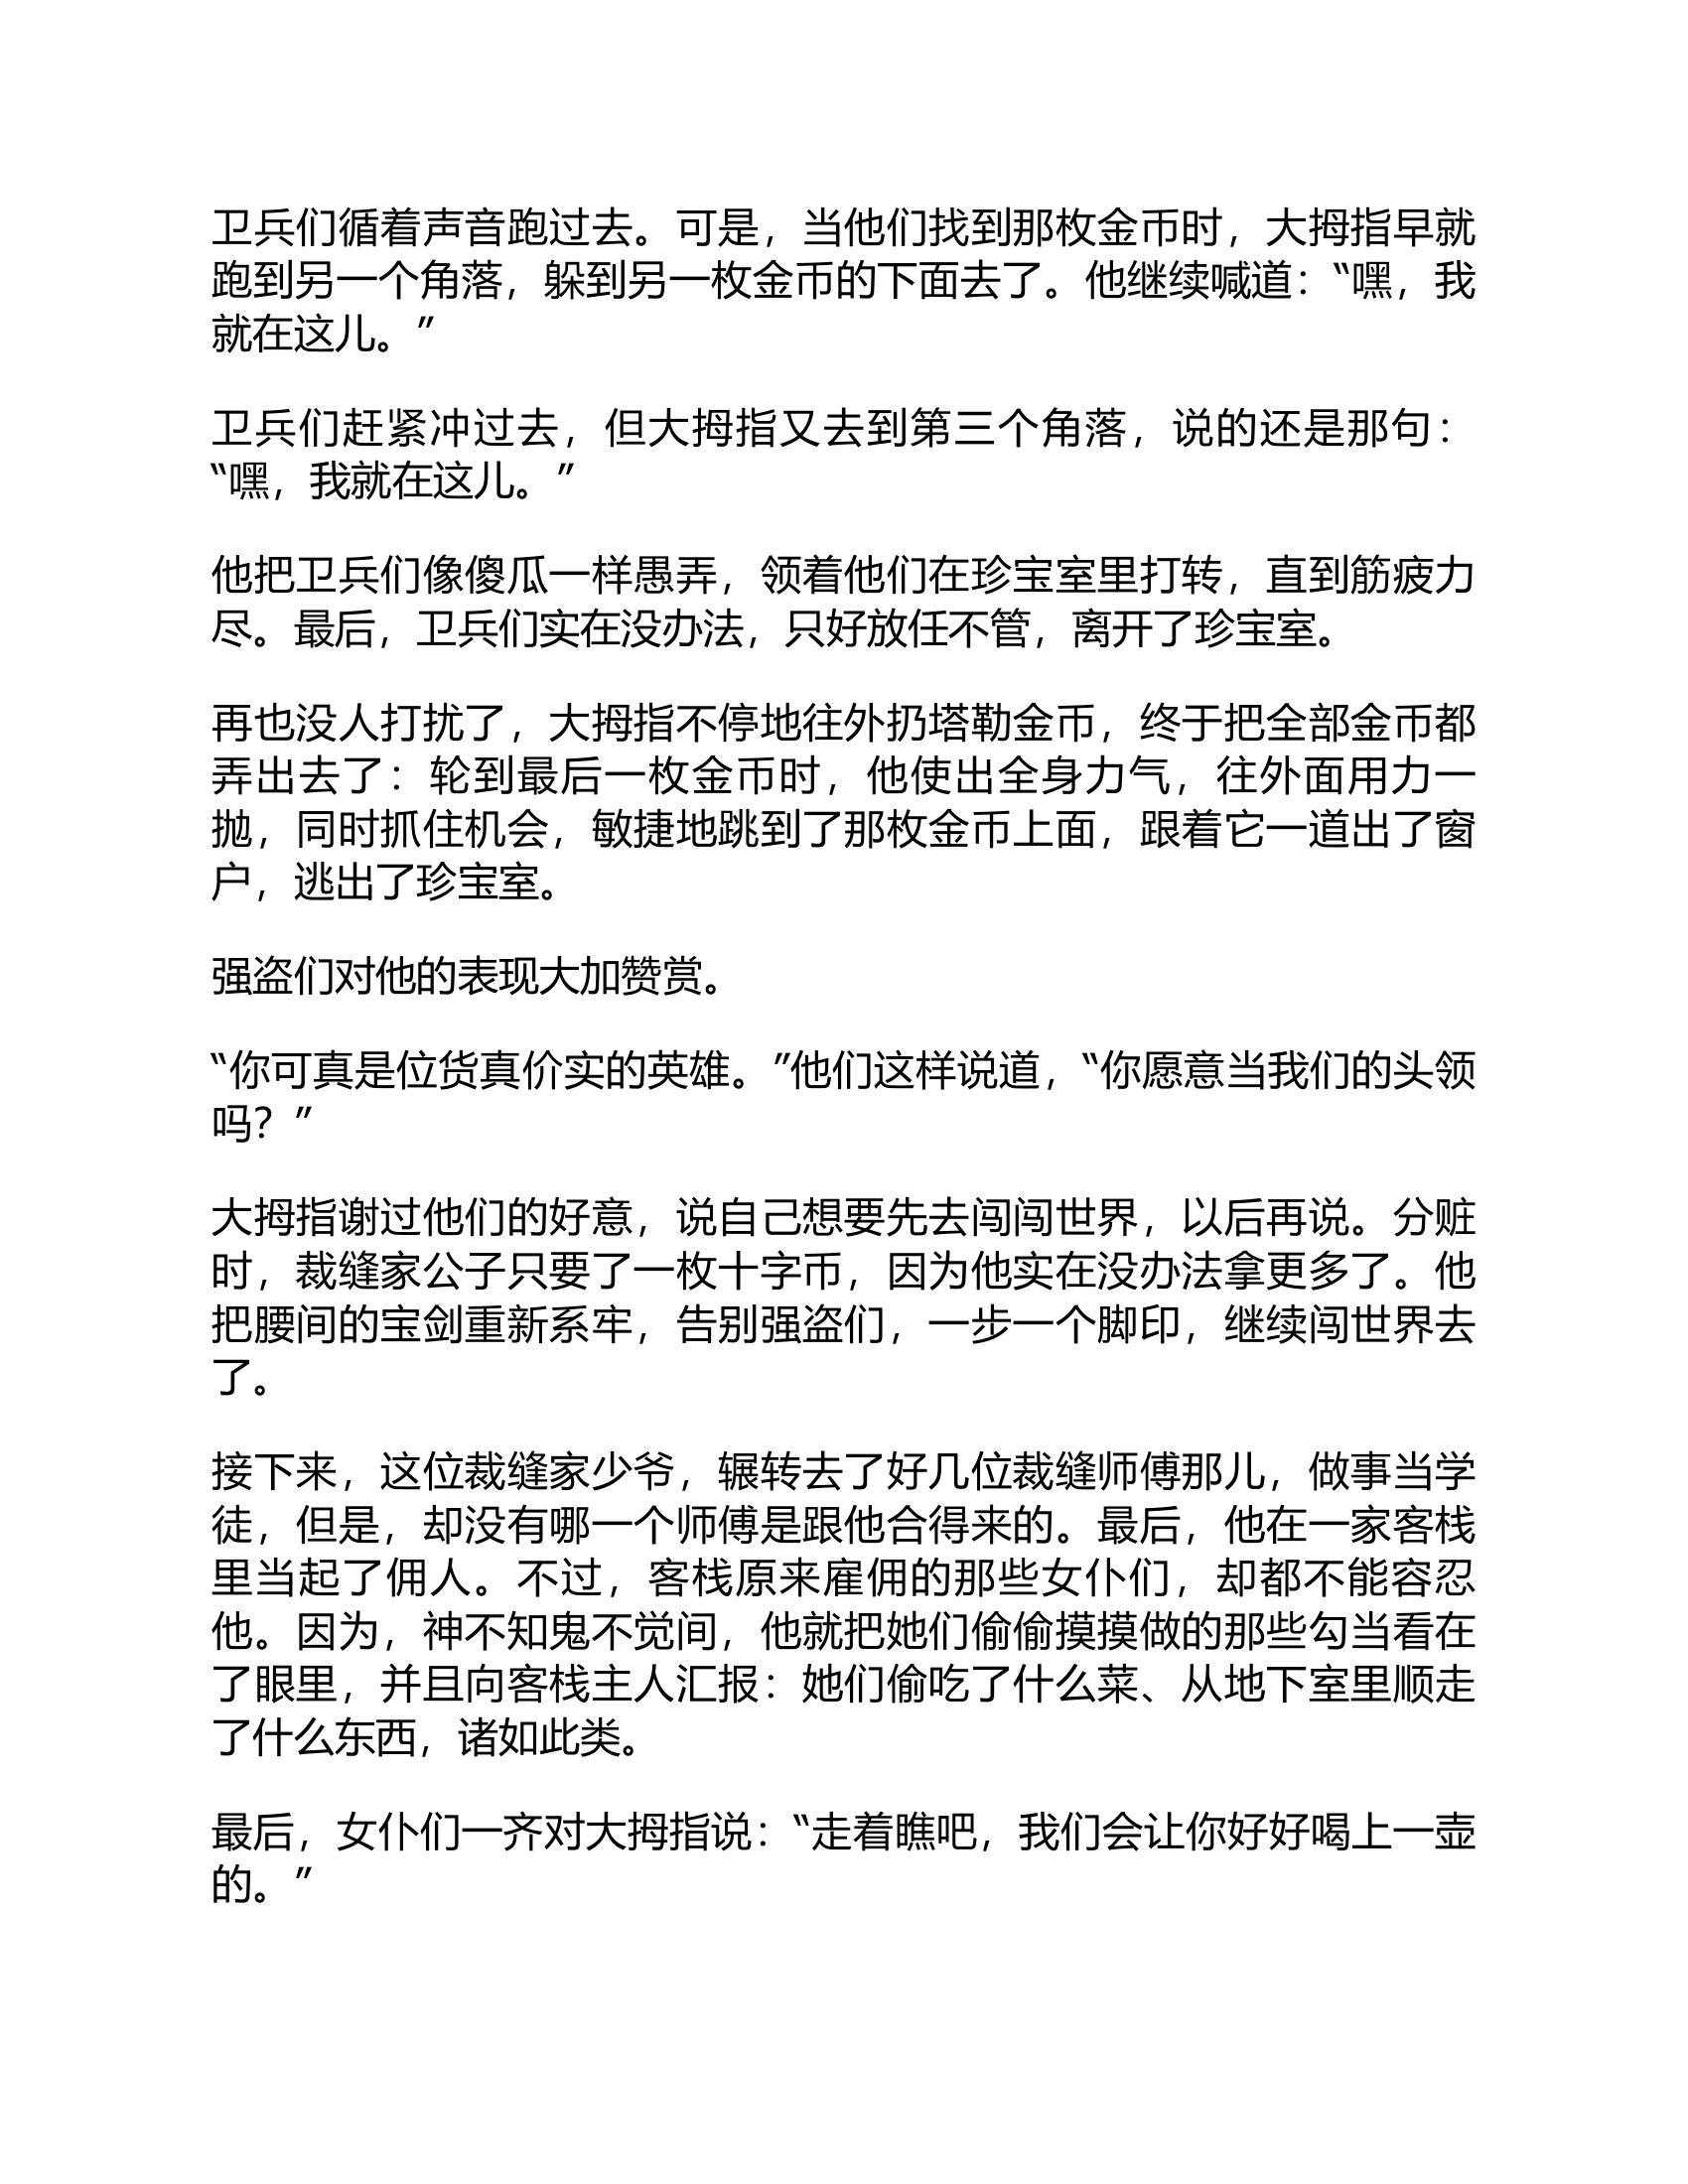 卫兵们循着声音跑过去。可是，当他们找到那枚金币时，大拇指早就
跑到另一个角落，躲到另一枚金币的下面去了。他继续喊道：“嘿，我
就在这儿。”
卫兵们赶紧冲过去，但大拇指又去到第三个角落，说的还是那句：
“嘿，我就在这儿。”
他把卫兵们像傻瓜一样愚弄，领着他们在珍宝室里打转，直到筋疲力
尽。最后，卫兵们实在没办法，只好放任不管，离开了珍宝室。
再也没人打扰了，大拇指不停地往外扔塔勒金币，终于把全部金币都
弄出去了：轮到最后一枚金币时，他使出全身力气，往外面用力一
抛，同时抓住机会，敏捷地跳到了那枚金币上面，跟着它一道出了窗
户，逃出了珍宝室。
强盗们对他的表现大加赞赏。
“你可真是位货真价实的英雄。”他们这样说道，“你愿意当我们的头领
吗？”
大拇指谢过他们的好意，说自己想要先去闯闯世界，以后再说。分赃
时，裁缝家公子只要了一枚十字币，因为他实在没办法拿更多了。他
把腰间的宝剑重新系牢，告别强盗们，一步一个脚印，继续闯世界去
了。
接下来，这位裁缝家少爷，辗转去了好几位裁缝师傅那儿，做事当学
徒，但是，却没有哪一个师傅是跟他合得来的。最后，他在一家客栈
里当起了佣人。不过，客栈原来雇佣的那些女仆们，却都不能容忍
他。因为，神不知鬼不觉间，他就把她们偷偷摸摸做的那些勾当看在
了眼里，并且向客栈主人汇报：她们偷吃了什么菜、从地下室里顺走
了什么东西，诸如此类。
最后，女仆们一齐对大拇指说：“走着瞧吧，我们会让你好好喝上一壶
的。”